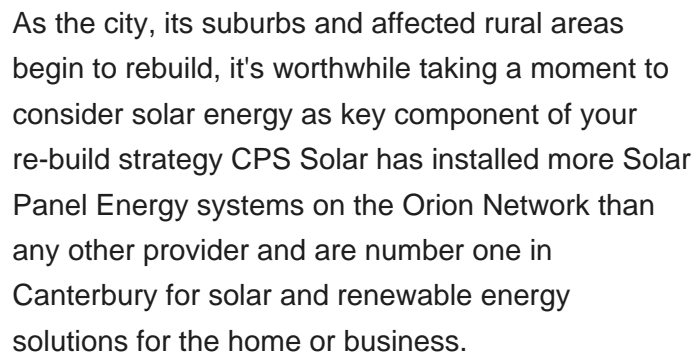 As the city, its suburbs and affected rural areas
begin to rebuild, it's worthwhile taking a moment to
consider solar energy as key component of your
re-build strategy CPS Solar has installed more Solar
Panel Energy systems on the Orion Network than
any other provider and are number one in
Canterbury for solar and renewable energy
solutions for the home or business.